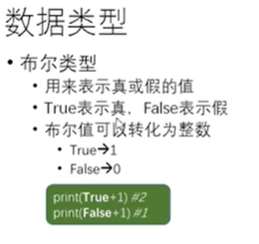 数据类型
• 布尔类型
• 用来表示真或假的值
• True表示真，False表示假
• 布尔值可以转化为整数
• True→1
• False→0
print(True+1) #2
print(False+1) #1